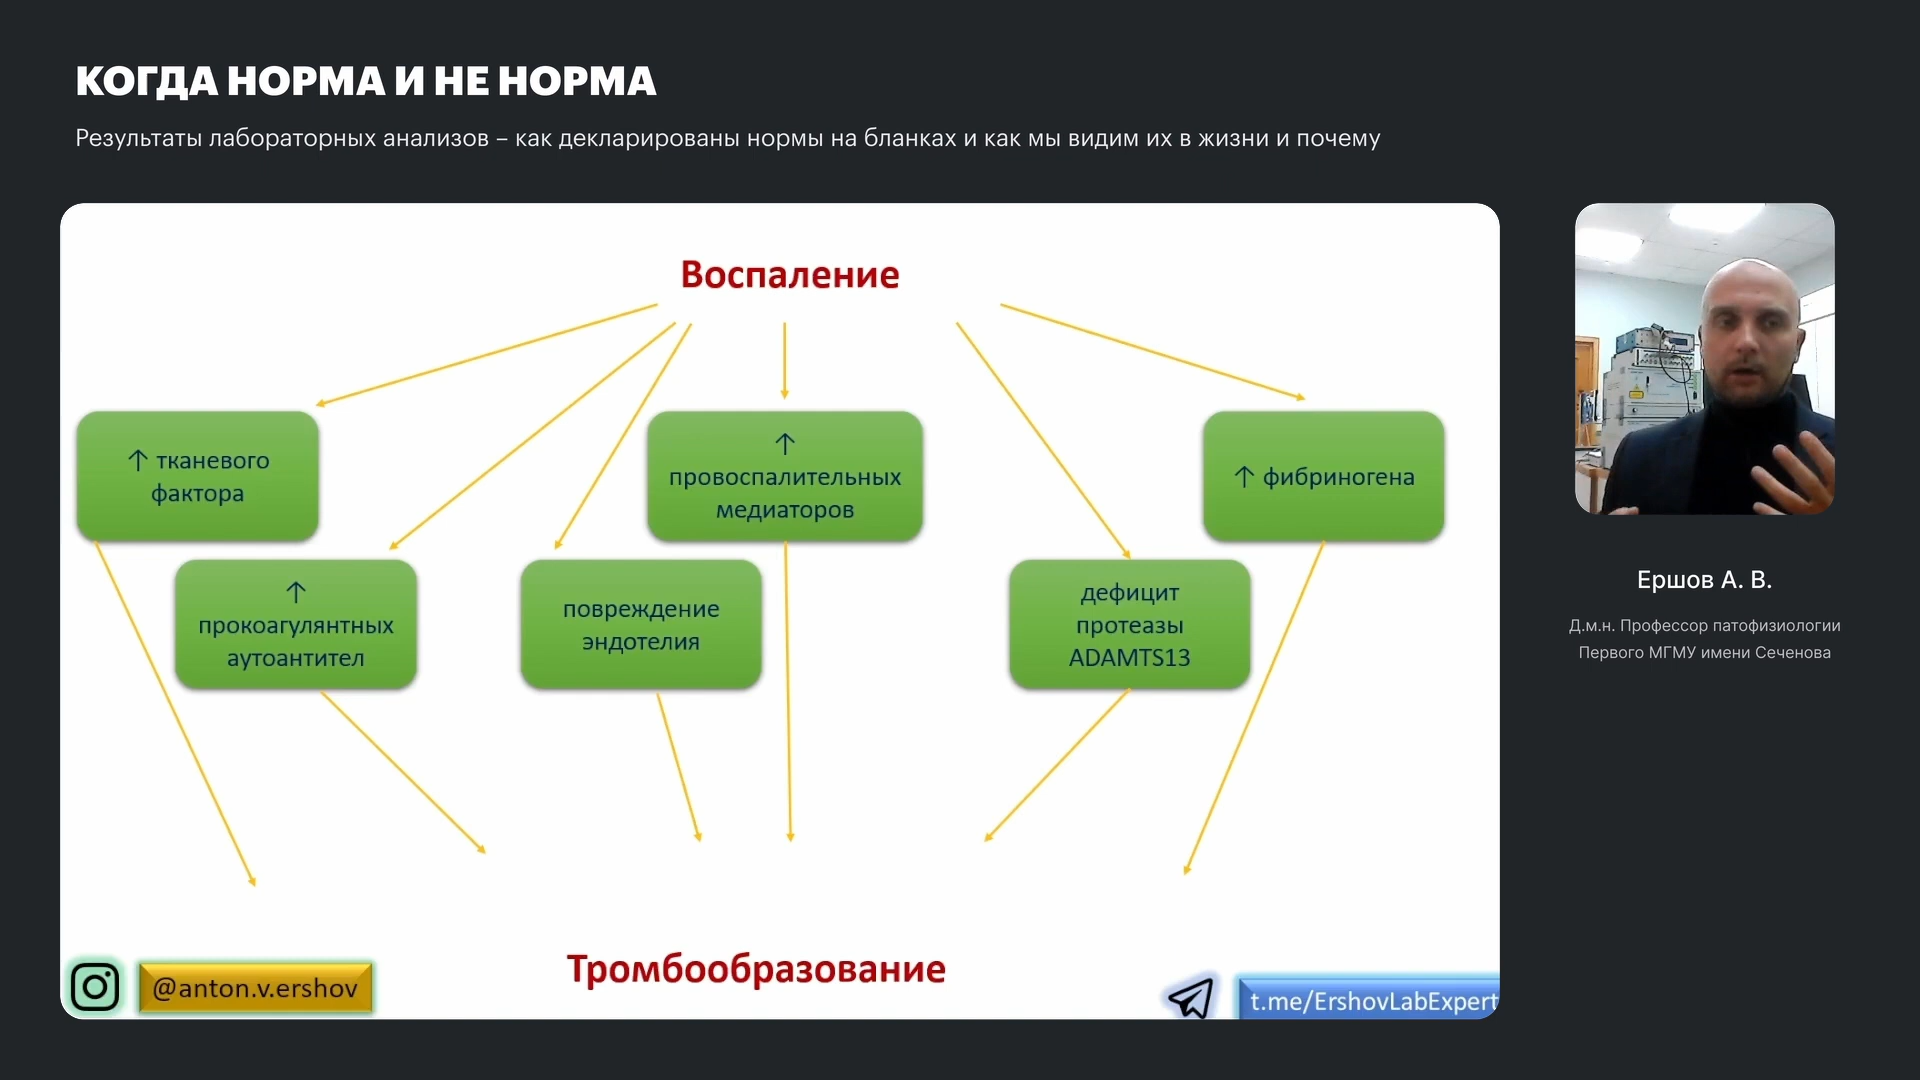 КОГДА НОРМА И НЕ НОРМА
Результаты лабораторных анализов – как декларированы нормы на бланках и как мы видим их в жизни и почему
Воспаление
↑ тканевого
фактора
↑
провоспалительных
медиаторов
↑ фибриногена
↑
прокоагулянтных
аутоантител
повреждение
эндотелия
дефицит
протеазы
ADAMTS13
Тромбообразование
@anton.v.ershov
t.me/ErshovLabExpert
Ершов А. В.
Д.м.н. Профессор патофизиологии
Первого МГМУ имени Сеченова